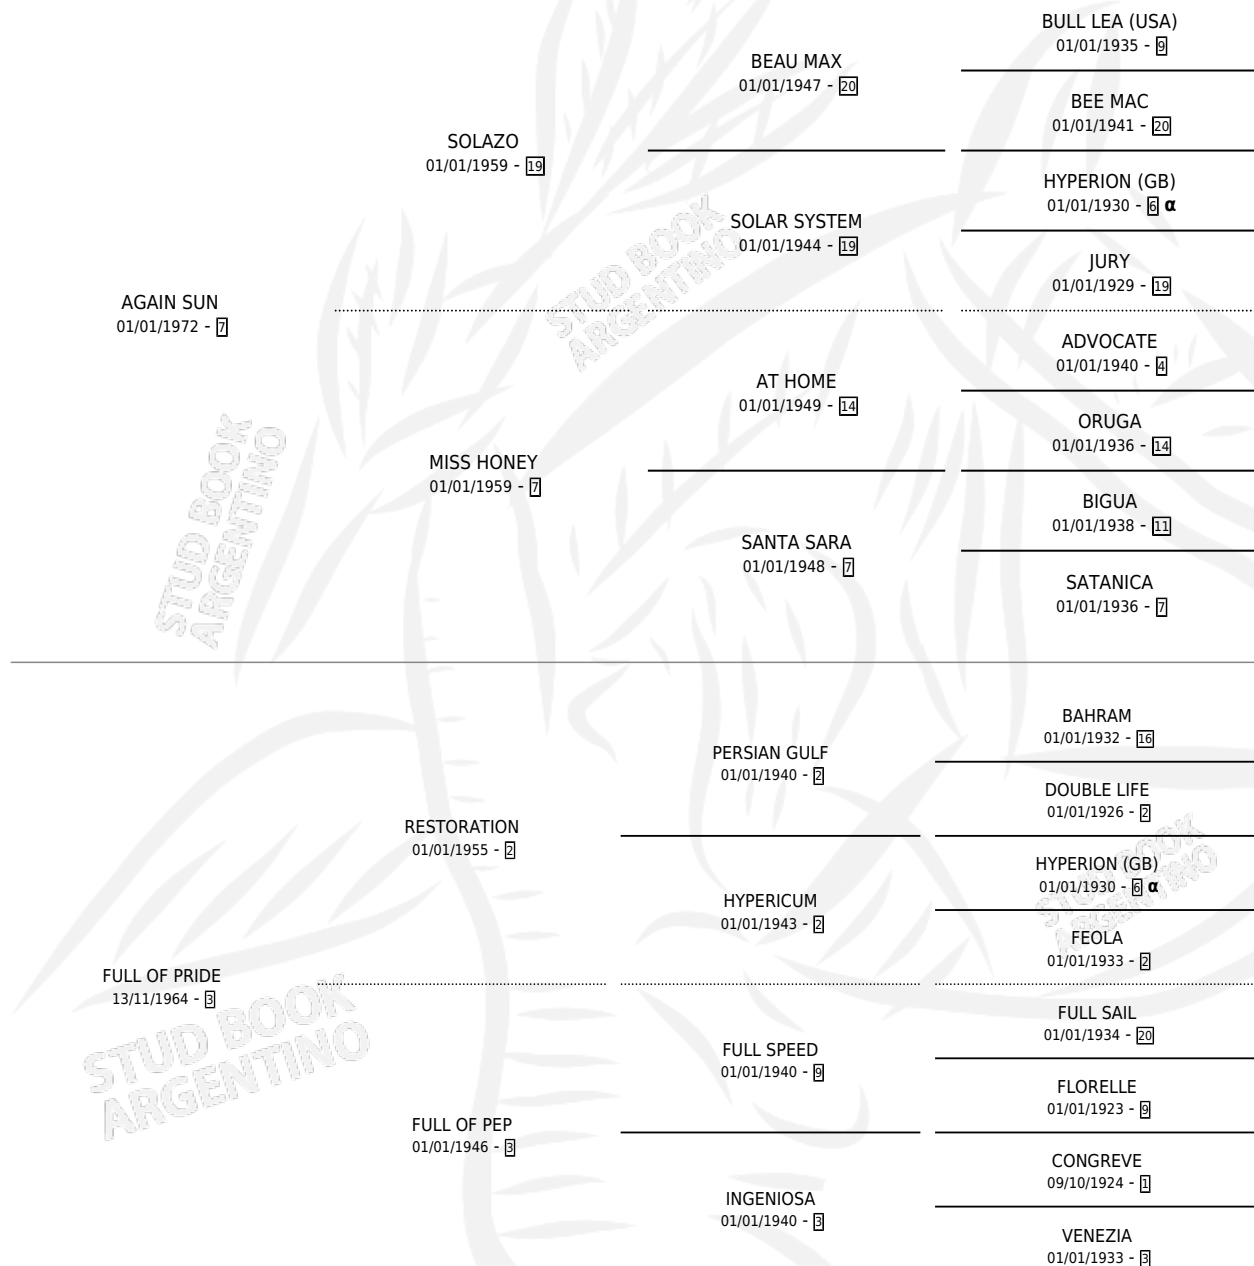 BULL LEA (USA)
01/01/1935 - 9
BEAU MAX
01/01/1947 - 20
BEE MAC
01/01/1941 - 20
SOLAZO
01/01/1959 - 19
HYPERION (GB)
01/01/1930 - 6 α
SOLAR SYSTEM
01/01/1944 - 19
JURY
01/01/1929 - 19
AGAIN SUN
01/01/1972 - 7
ADVOCATE
01/01/1940 - 4
AT HOME
01/01/1949 - 14
ORUGA
01/01/1936 - 14
MISS HONEY
01/01/1959 - 7
BIGUA
01/01/1938 - 11
SANTA SARA
01/01/1948 - 7
SATANICA
01/01/1936 - 7
BAHRAM
01/01/1932 - 16
PERSIAN GULF
01/01/1940 - 2
DOUBLE LIFE
01/01/1926 - 2
RESTORATION
01/01/1955 - 2
HYPERION (GB)
01/01/1930 - 6 α
HYPERICUM
01/01/1943 - 2
FEOLA
01/01/1933 - 2
FULL OF PRIDE
13/11/1964 - 3
FULL SAIL
01/01/1934 - 20
FULL SPEED
01/01/1940 - 9
FLORELLE
01/01/1923 - 9
FULL OF PEP
01/01/1946 - 3
CONGREVE
09/10/1924 - 1
INGENIOSA
01/01/1940 - 3
VENEZIA
01/01/1933 - 3
STUD BOOK
ARGENTINO
STUD BOOK
ARGENTINO
STUD BOOK
ARGENTINO
STUD BOOK
ARGENTINO